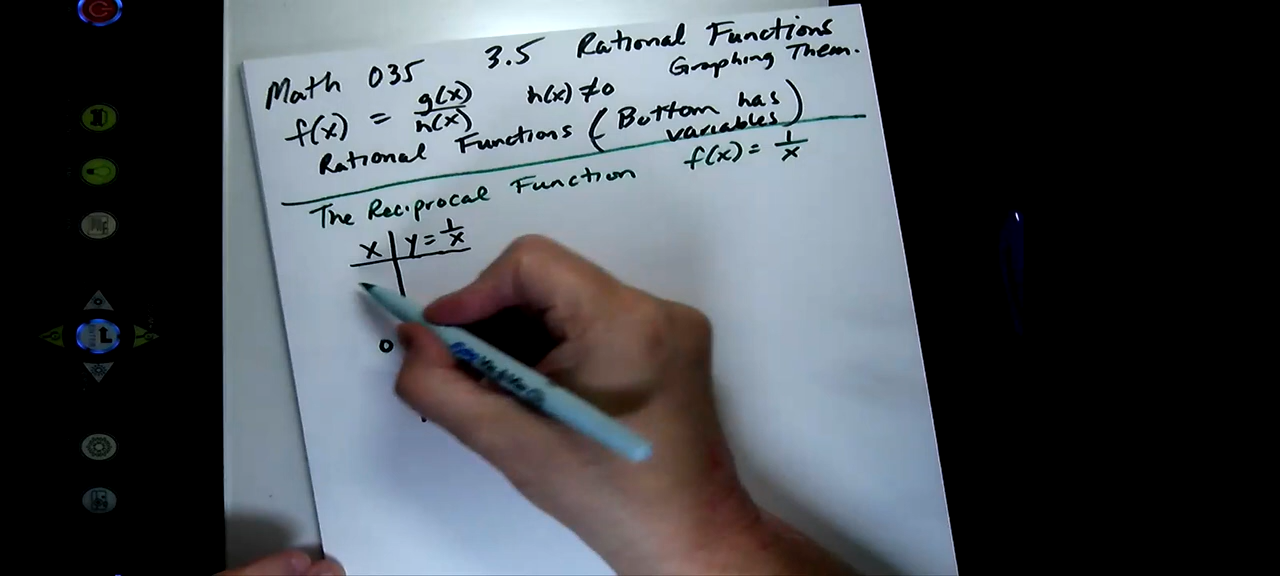 Math 035 3.5 Rational Functions
Graphing Them.
f(x) = g(x)/h(x) h(x) ≠ 0
Rational Functions (Bottom has variables)
The Reciprocal Function f(x) = 1/x
x | y = 1/x
0